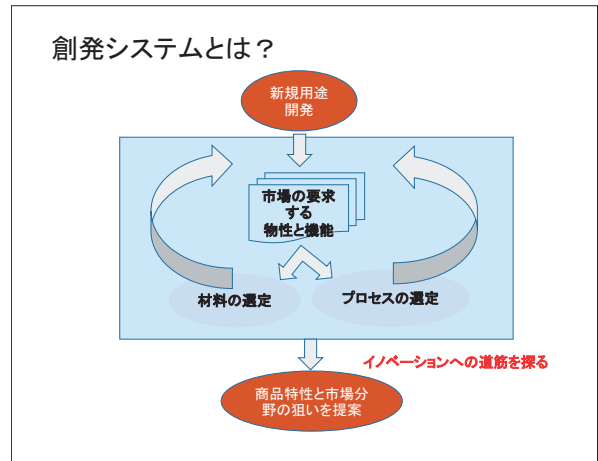 創発システムとは？
新規用途
開発
市場の要求
する
物性と機能
材料の選定
プロセスの選定
イノベーションへの道筋を探る
商品特性と市場分
野の狙いを提案